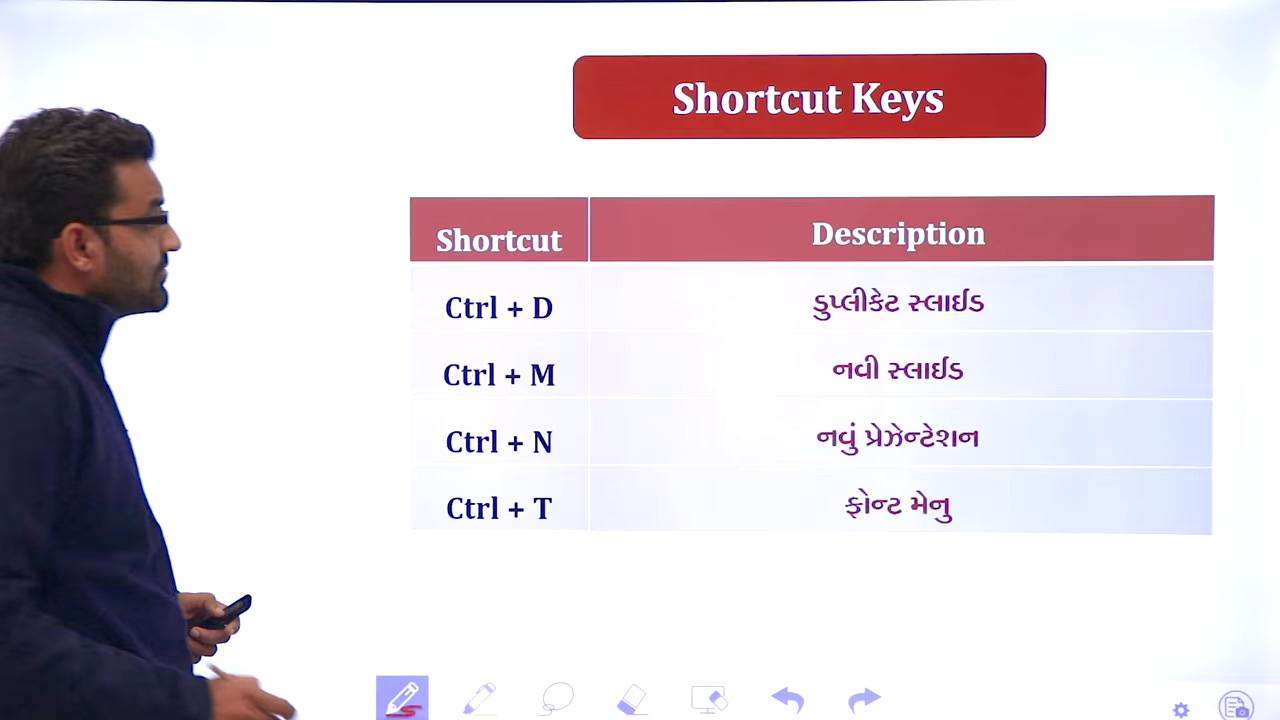 Shortcut Keys
Shortcut Description
Ctrl + D ડુપ્લીકેટ સ્લાઈડ
Ctrl + M નવી સ્લાઈડ
Ctrl + N નવું પ્રેઝેન્ટેશન
Ctrl + T ફોન્ટ મેનુ